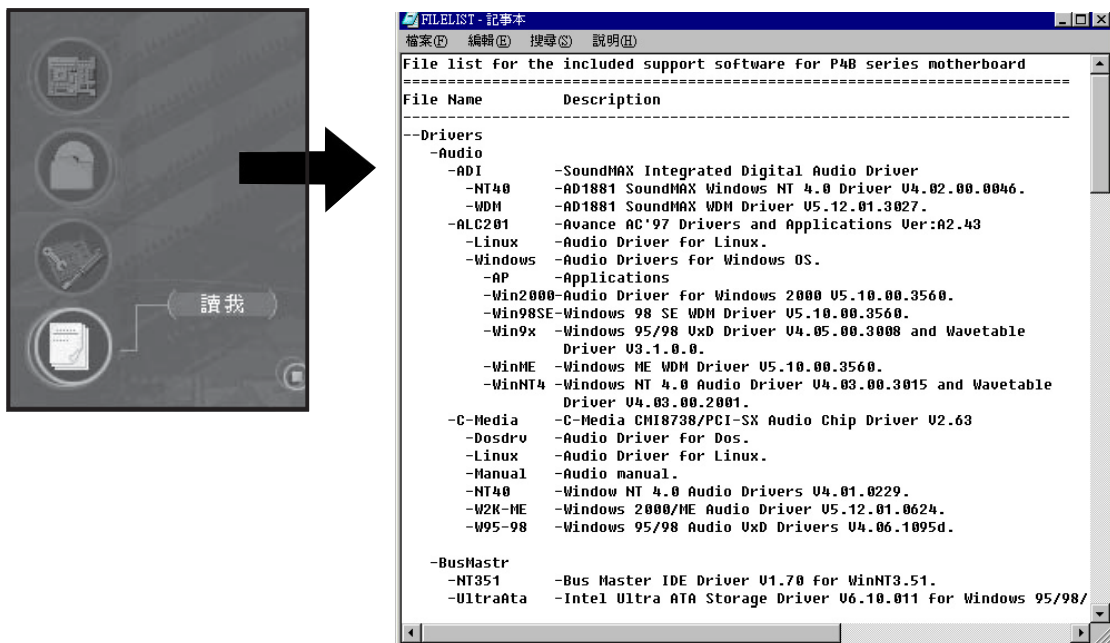 讀我
FILELIST - 記事本
檔案(F) 編輯(E) 搜尋(S) 說明(H)
File list for the included support software for P4B series motherboard
==========================================================================
File Name Description
--------------------------------------------------------------------------
--Drivers
-Audio
-ADI -SoundMAX Integrated Digital Audio Driver
-NT40 -AD1881 SoundMAX Windows NT 4.0 Driver V4.02.00.0046.
-WDM -AD1881 SoundMAX WDM Driver V5.12.01.3027.
-ALC201 -Avance AC'97 Drivers and Applications Ver:A2.43
-Linux -Audio Driver for Linux.
-Windows -Audio Drivers for Windows OS.
-AP -Applications
-Win2000-Audio Driver for Windows 2000 V5.10.00.3560.
-Win98SE-Windows 98 SE WDM Driver V5.10.00.3560.
-Win9x -Windows 95/98 VxD Driver V4.05.00.3008 and Wavetable
Driver V3.1.0.0.
-WinME -Windows ME WDM Driver V5.10.00.3560.
-WinNT4 -Windows NT 4.0 Audio Driver V4.03.00.3015 and Wavetable
Driver V4.03.00.2001.
-C-Media -C-Media CMI8738/PCI-SX Audio Chip Driver V2.63
-Dosdrv -Audio Driver for Dos.
-Linux -Audio Driver for Linux.
-Manual -Audio manual.
-NT40 -Window NT 4.0 Audio Drivers V4.01.0229.
-W2K-ME -Windows 2000/ME Audio Driver V5.12.01.0624.
-W95-98 -Windows 95/98 Audio VxD Drivers V4.06.1095d.
-BusMastr
-NT351 -Bus Master IDE Driver V1.70 for WinNT3.51.
-UltraAta -Intel Ultra ATA Storage Driver V6.10.011 for Windows 95/98/